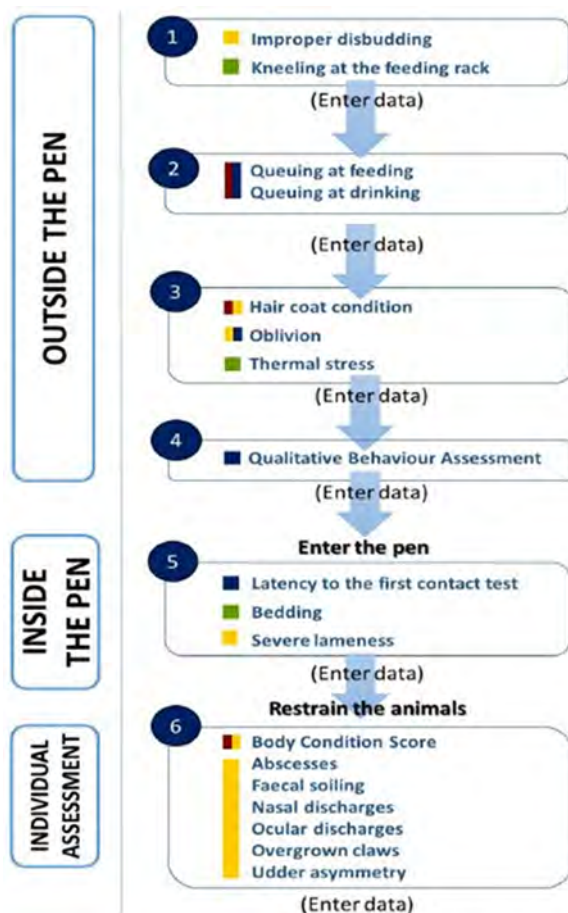 OUTSIDE THE PEN
1
Improper disbudding
Kneeling at the feeding rack
(Enter data)
2
Queuing at feeding
Queuing at drinking
(Enter data)
3
Hair coat condition
Oblivion
Thermal stress
(Enter data)
4
Qualitative Behaviour Assessment
(Enter data)
INSIDE
THE PEN
Enter the pen
5
Latency to the first contact test
Bedding
Severe lameness
(Enter data)
INDIVIDUAL
ASSESSMENT
Restrain the animals
6
Body Condition Score
Abscesses
Faecal soiling
Nasal discharges
Ocular discharges
Overgrown claws
Udder asymmetry
(Enter data)